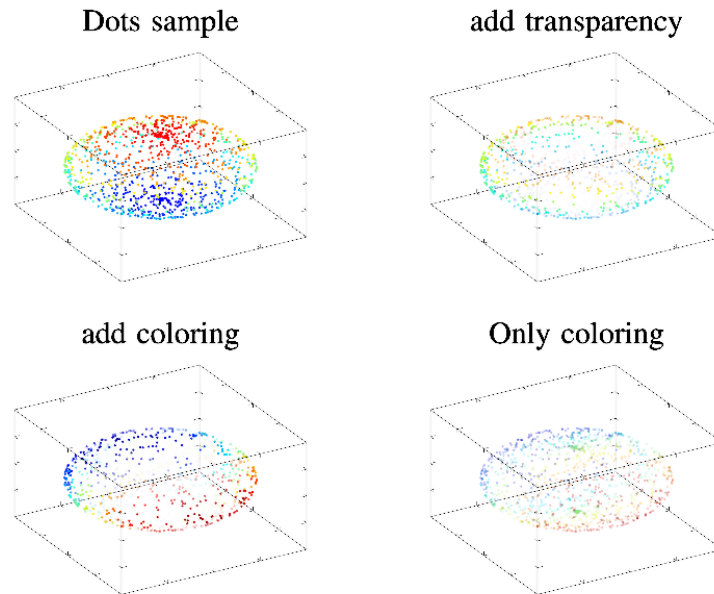 Dots sample
add transparency
add coloring
Only coloring